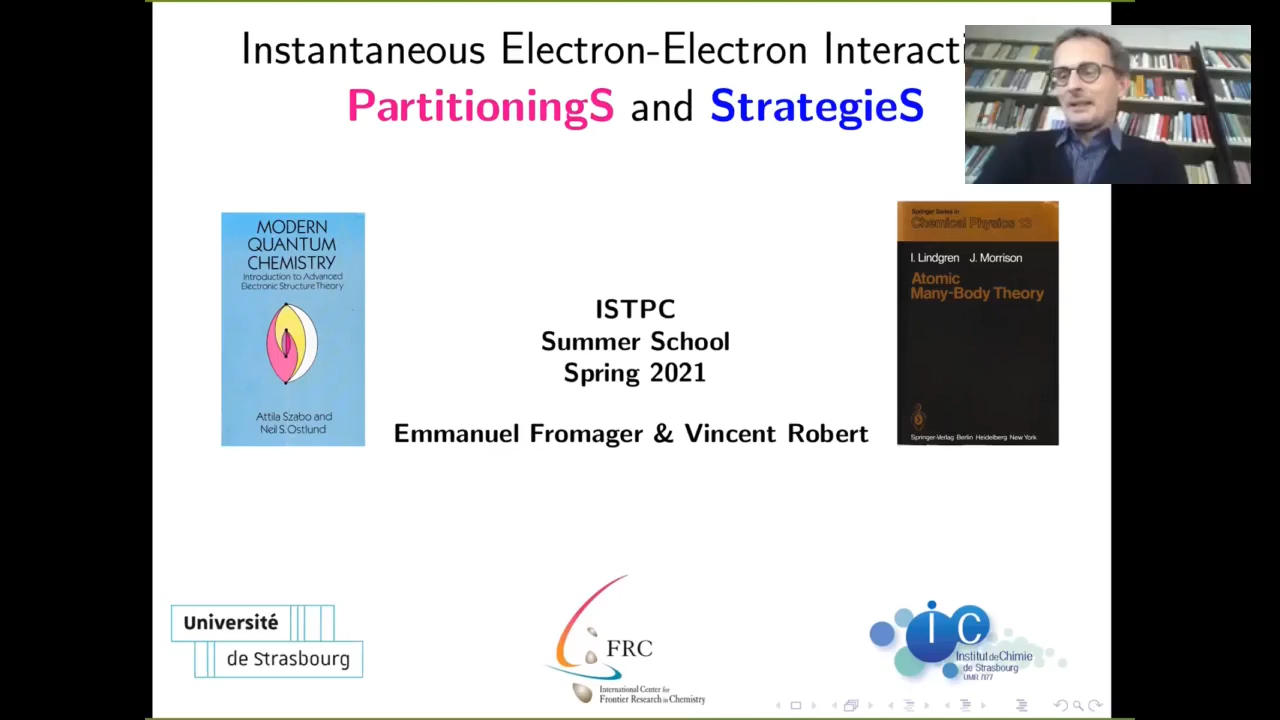 Instantaneous Electron-Electron Interacti
PartitioningS and StrategieS
MODERN
QUANTUM
CHEMISTRY
Introduction to Advanced
Electronic Structure Theory
Attila Szabo and
Neil S. Ostlund
Springer Series in
Chemical Physics 13
I. Lindgren J. Morrison
Atomic
Many-Body Theory
Springer-Verlag Berlin Heidelberg New York
ISTPC
Summer School
Spring 2021
Emmanuel Fromager & Vincent Robert
Université
de Strasbourg
FRC
International Center for
Frontier Research in Chemistry
iC
Institut de Chimie
de Strasbourg
UMR 7177